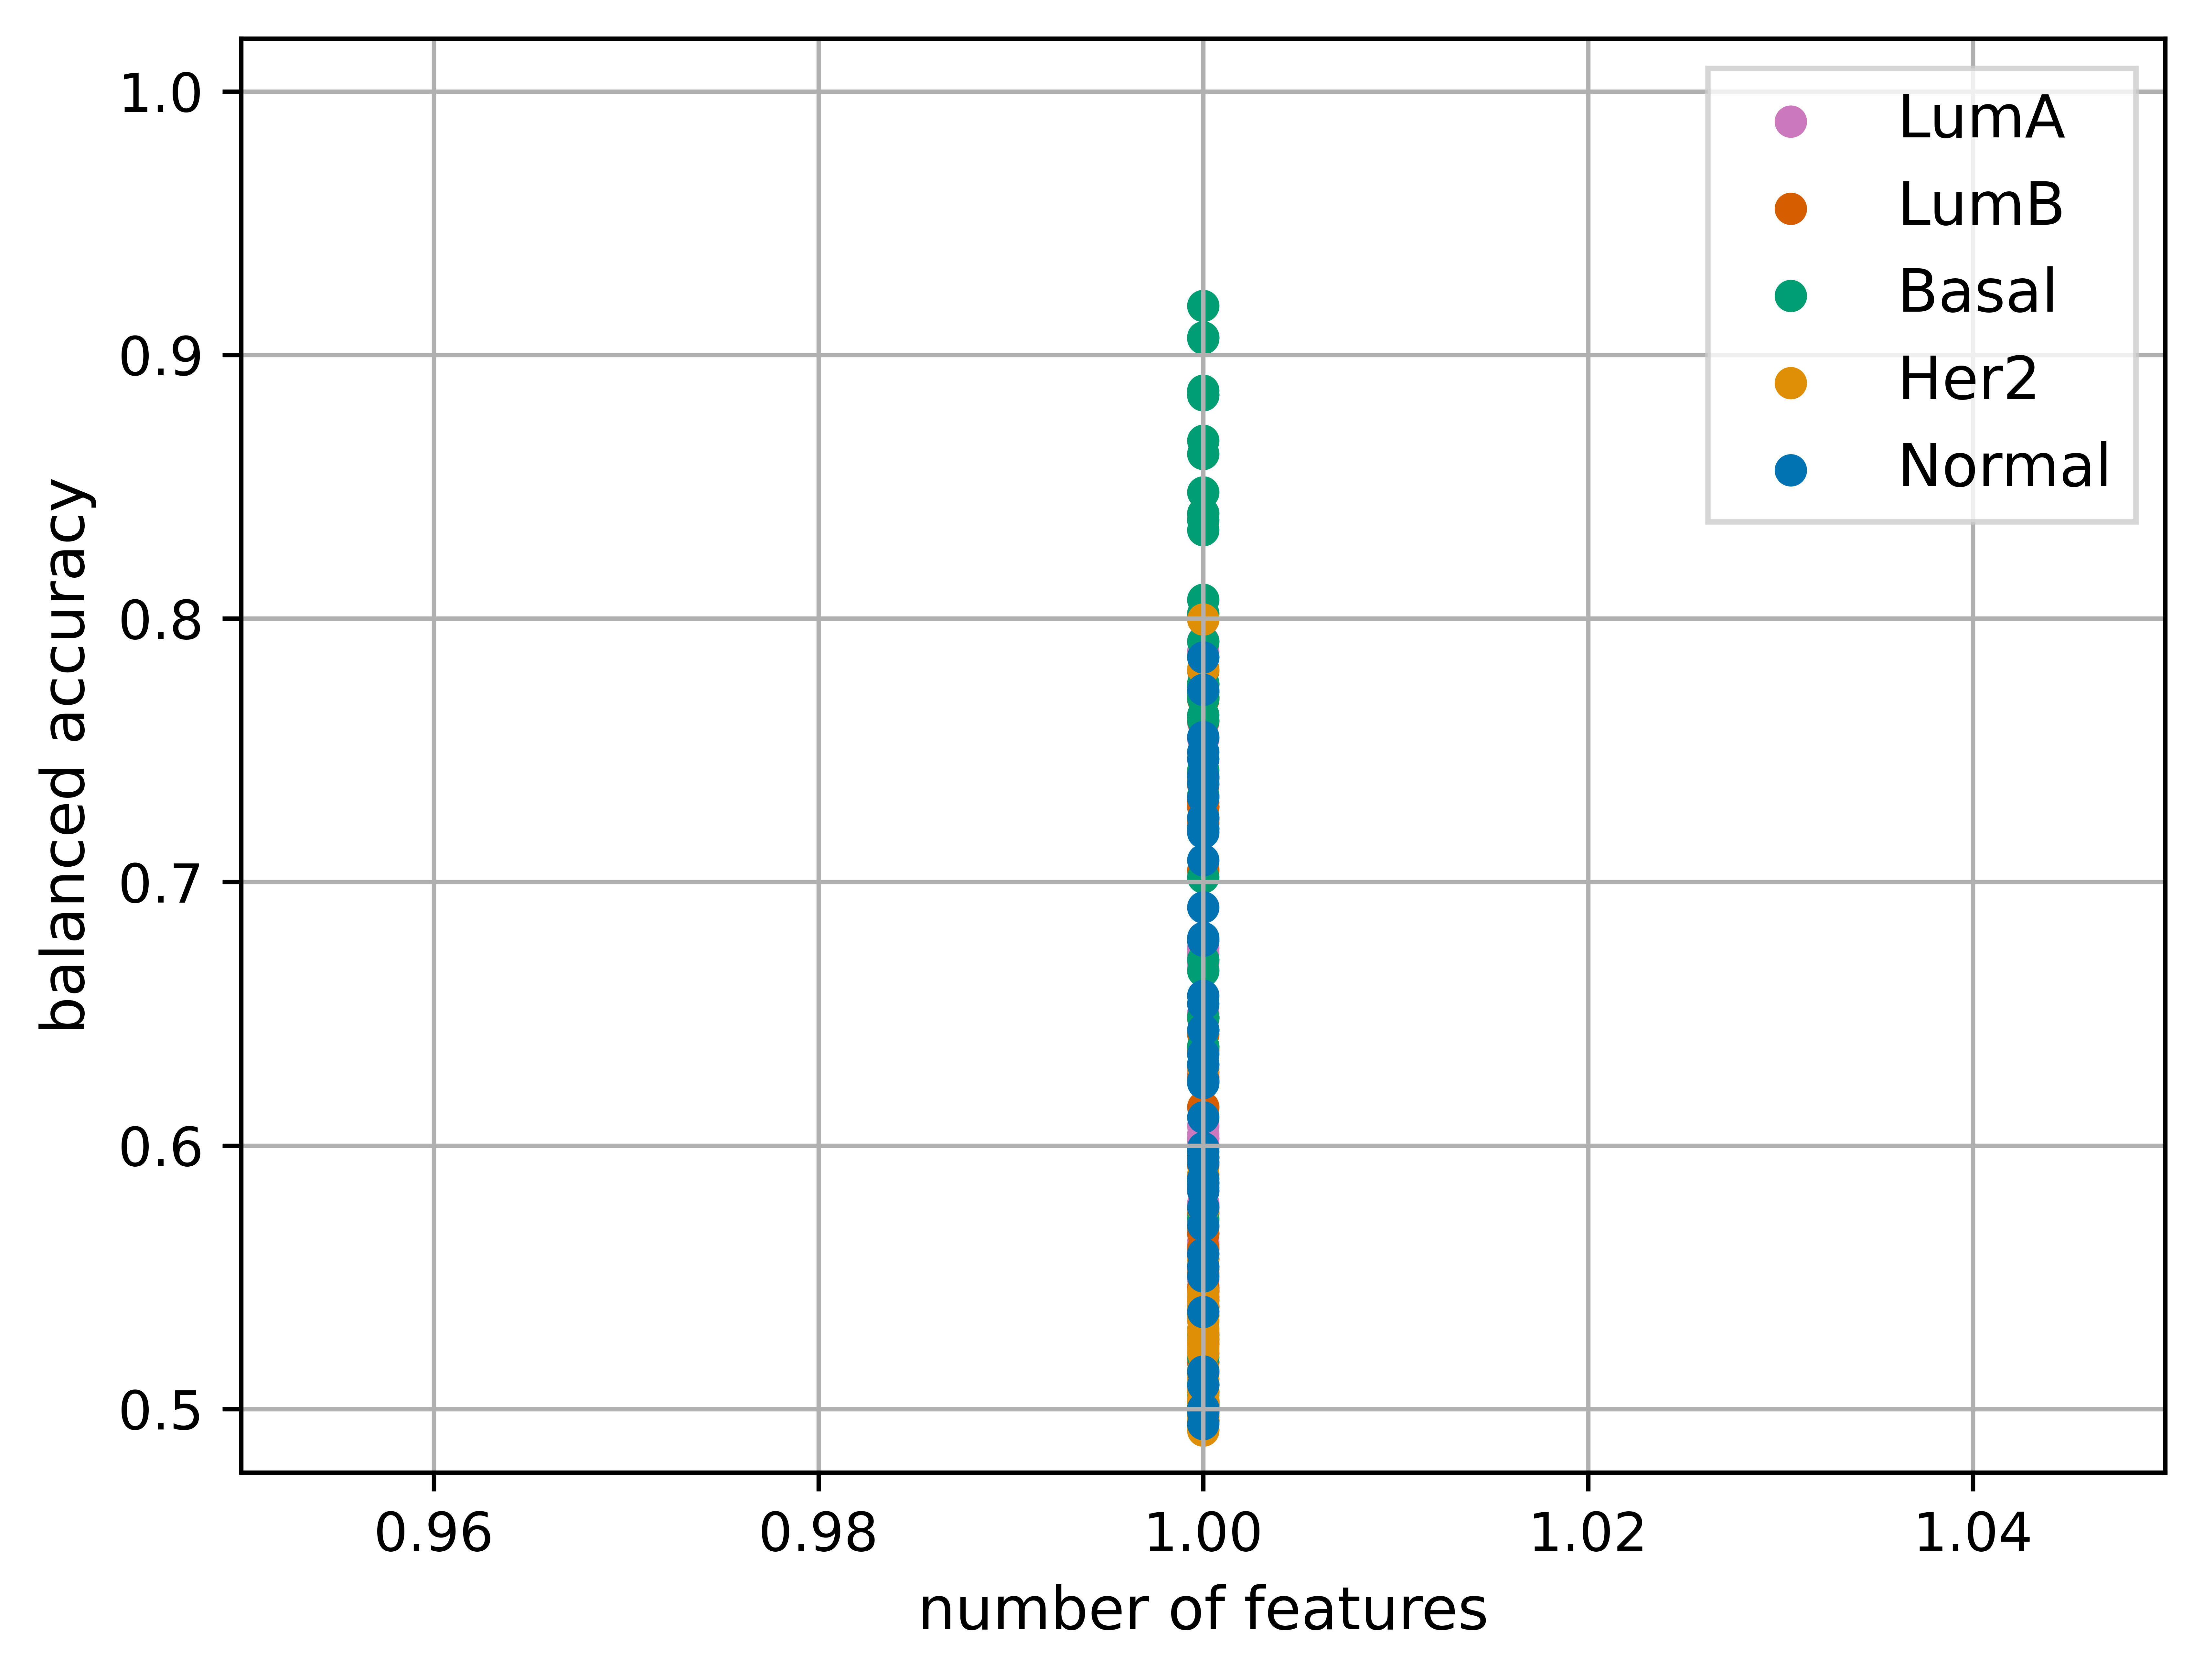 1.0
0.9
0.8
0.7
0.6
0.5
balanced accuracy
LumA
LumB
Basal
Her2
Normal
0.96 0.98 1.00 1.02 1.04
number of features